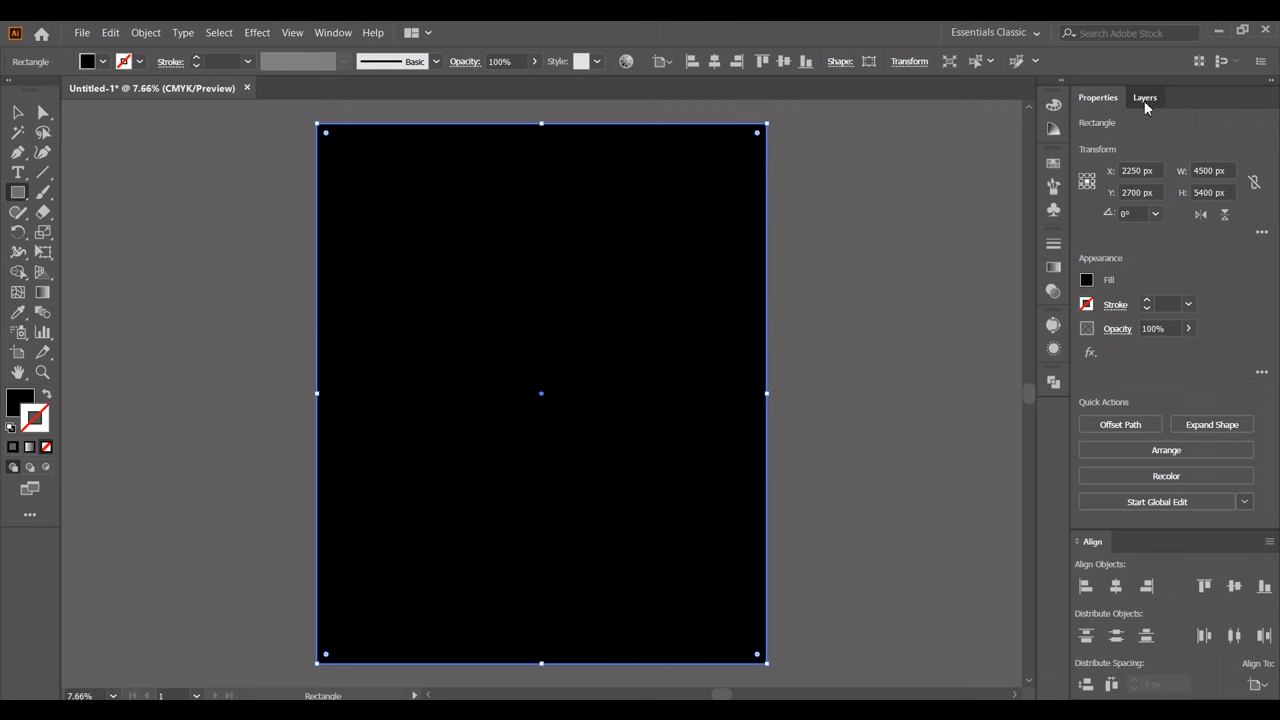 Ai File Edit Object Type Select Effect View Window Help Essentials Classic Search Adobe Stock
Rectangle Stroke: Basic Opacity: 100% Style: Shape: Transform
Untitled-1* @ 7.66% (CMYK/Preview)
Properties Layers
Rectangle
Transform
X: 2250 px W: 4500 px
Y: 2700 px H: 5400 px
0°
Appearance
Fill
Stroke
Opacity 100%
fx.
Quick Actions
Offset Path Expand Shape
Arrange
Recolor
Start Global Edit
Align
Align Objects:
Distribute Objects:
Distribute Spacing: Align To:
0 px
7.66% 1 Rectangle